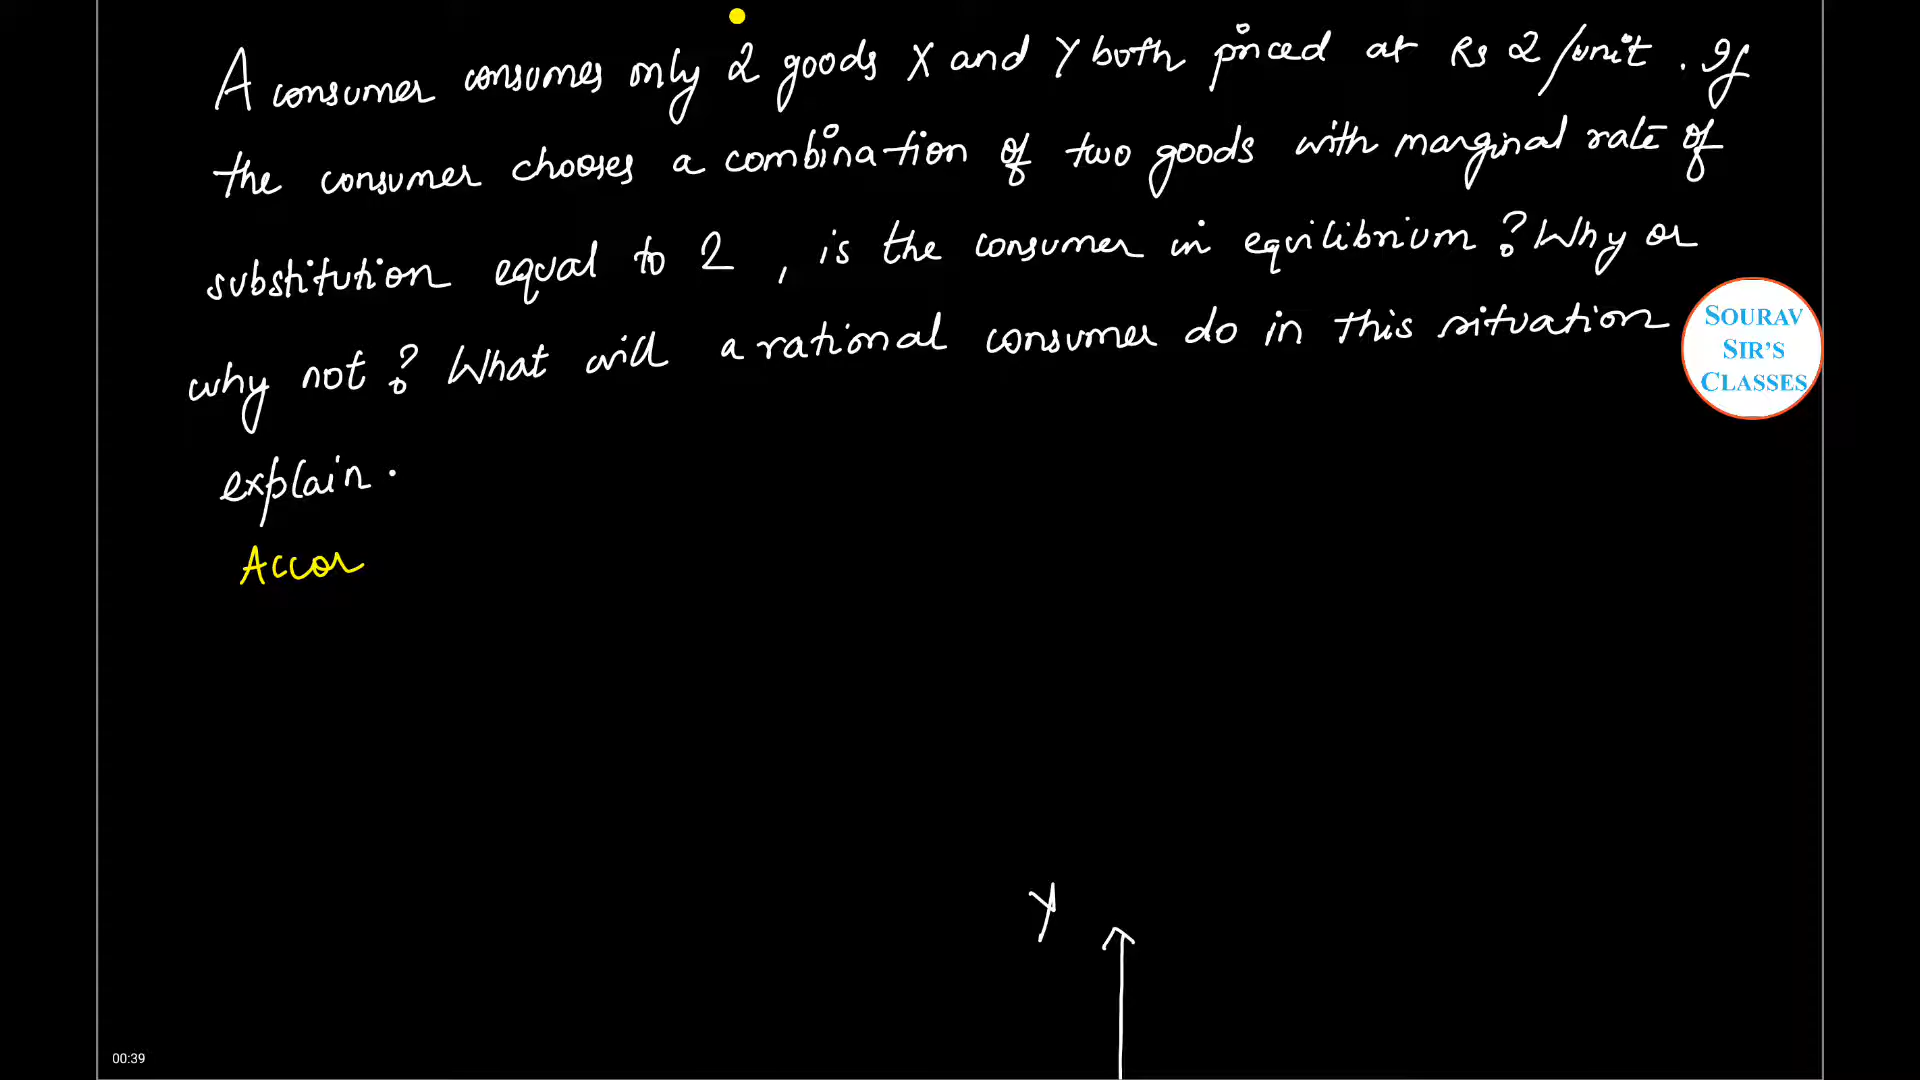 A consumer consumes only 2 goods X and Y both priced at Rs 2/unit. If
the consumer chooses a combination of two goods with marginal rate of
substitution equal to 2, is the consumer in equilibrium? Why or
why not? What will a rational consumer do in this situation
explain.
Accor
SOURAV
SIR'S
CLASSES
Y
00:39